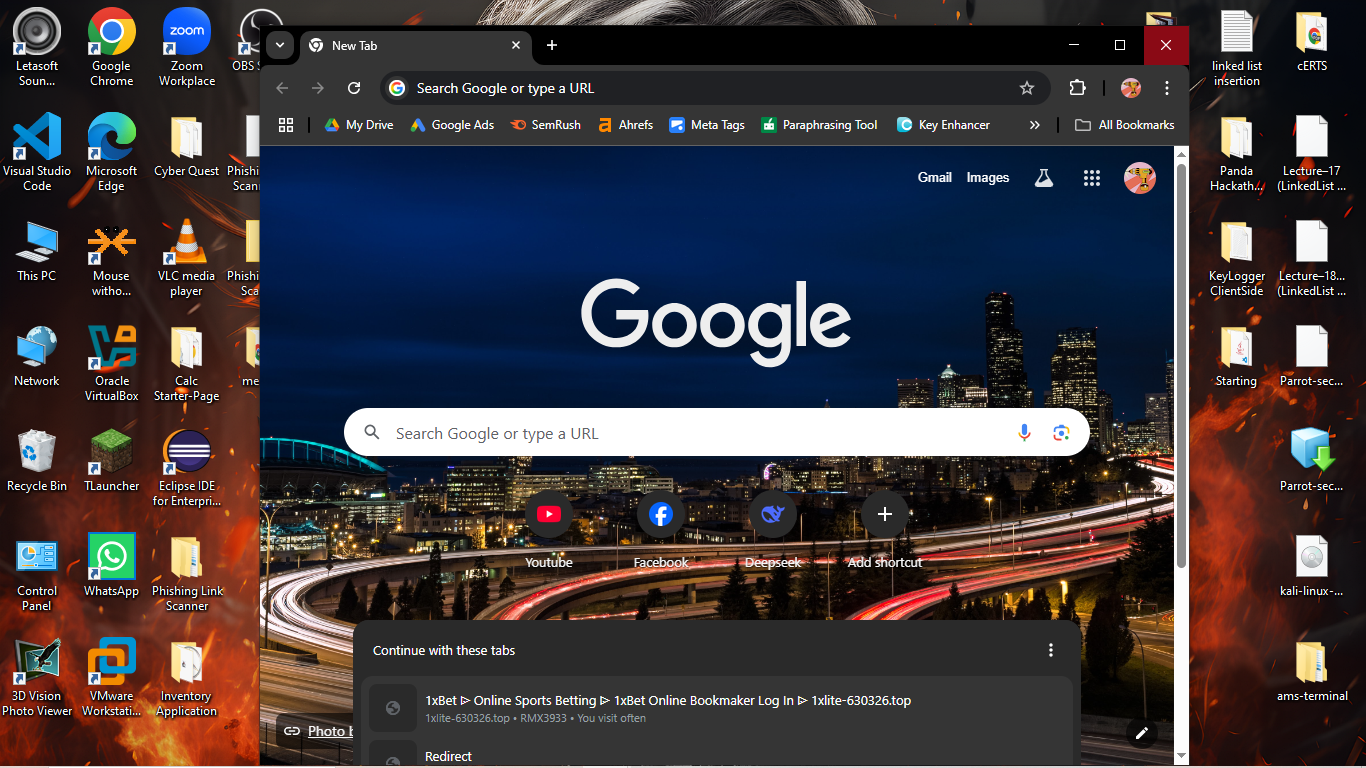 Letasoft
Soun...
Google
Chrome
Zoom
Workplace
OBS S
zoom
Visual Studio
Code
Microsoft
Edge
Cyber Quest
Phishi
Scan
This PC
Mouse
witho...
VLC media
player
Phishi
Sca
Network
Oracle
VirtualBox
Calc
Starter-Page
me
Recycle Bin
TLauncher
Eclipse IDE
for Enterpri...
Control
Panel
WhatsApp
Phishing Link
Scanner
3D Vision
Photo Viewer
VMware
Workstati...
Inventory
Application
New Tab
Search Google or type a URL
My Drive
Google Ads
SemRush
Ahrefs
Meta Tags
Paraphrasing Tool
Key Enhancer
All Bookmarks
Gmail
Images
Google
Search Google or type a URL
Youtube
Facebook
Deepseek
Add shortcut
Continue with these tabs
1xBet ᐉ Online Sports Betting ᐉ 1xBet Online Bookmaker Log In ᐉ 1xlite-630326.top
1xlite-630326.top • RMX3933 • You visit often
Redirect
Photo b
linked list
insertion
cERTS
Panda
Hackath...
Lecture–17
(LinkedList ...
KeyLogger
ClientSide
Lecture–18...
(LinkedList ...
Starting
Parrot-sec...
Parrot-sec...
kali-linux-...
ams-terminal